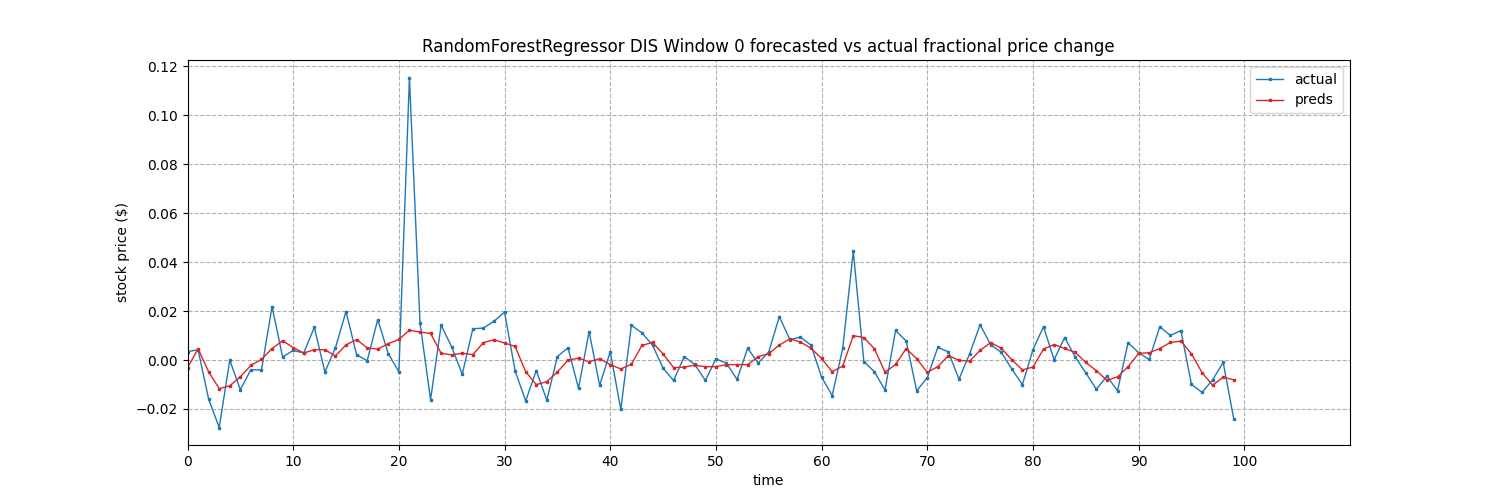 RandomForestRegressor DIS Window 0 forecasted vs actual fractional price change
actual
preds
stock price ($)
0.12
0.10
0.08
0.06
0.04
0.02
0.00
−0.02
0 10 20 30 40 50 60 70 80 90 100
time